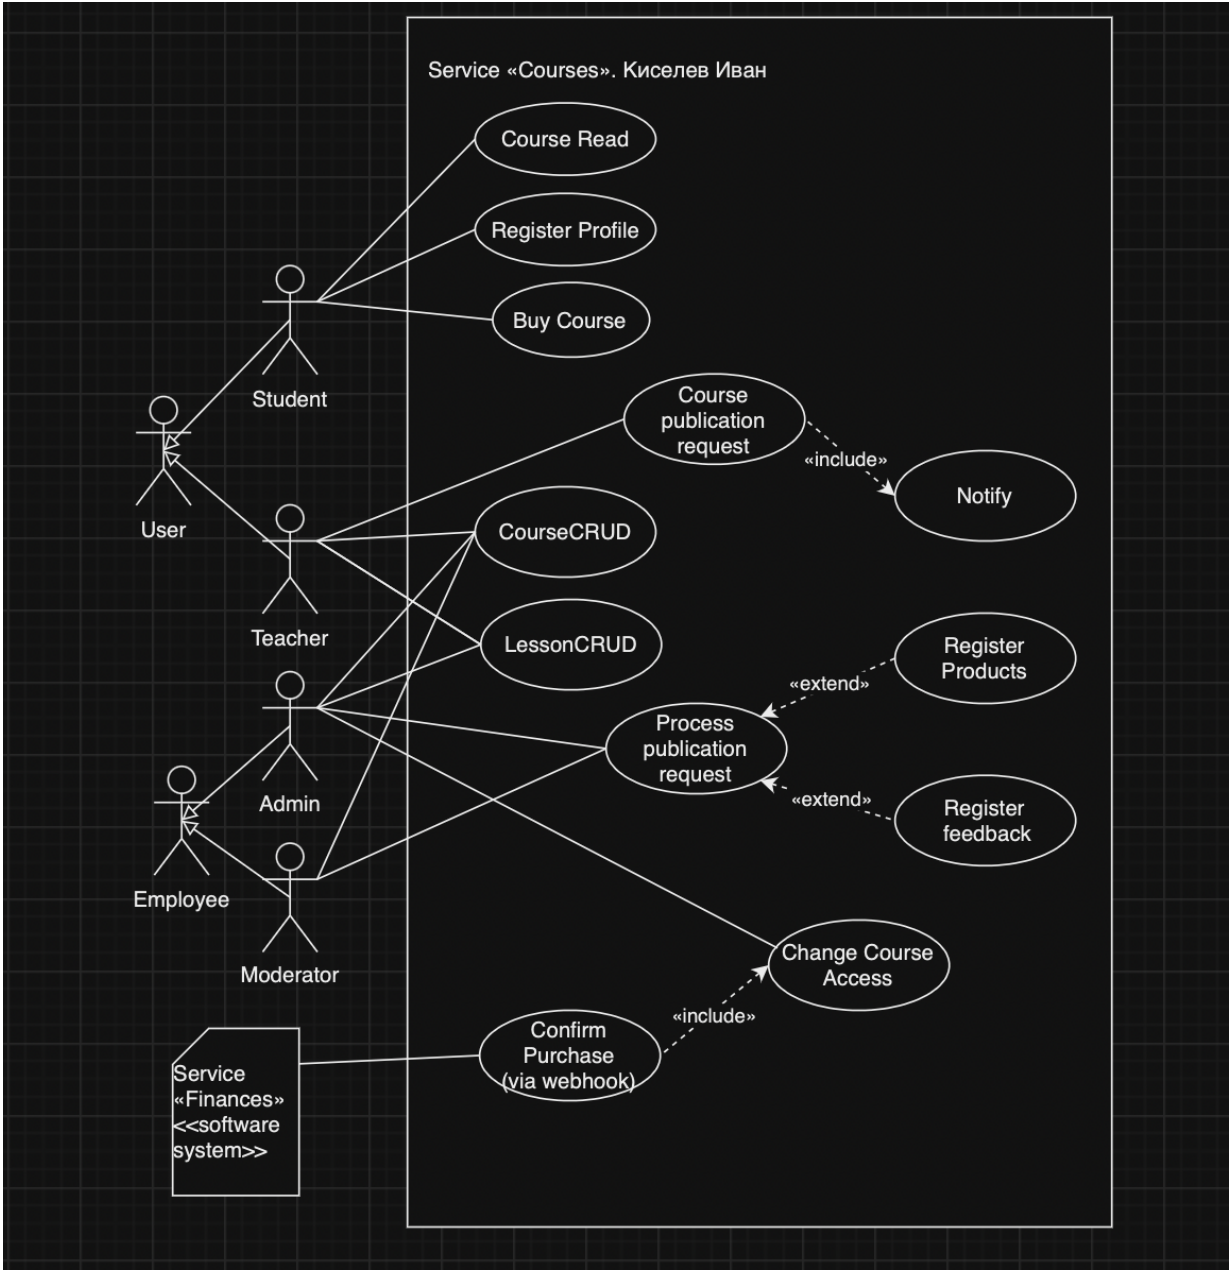 Service «Courses». Киселев Иван
Course Read
Register Profile
Buy Course
Student
Course
publication
request
«include»
Notify
User
CourseCRUD
Teacher
LessonCRUD
Register
Products
«extend»
Process
publication
request
Admin
«extend»
Register
feedback
Employee
Moderator
Change Course
Access
«include»
Confirm
Purchase
(via webhook)
Service
«Finances»
<<software
system>>